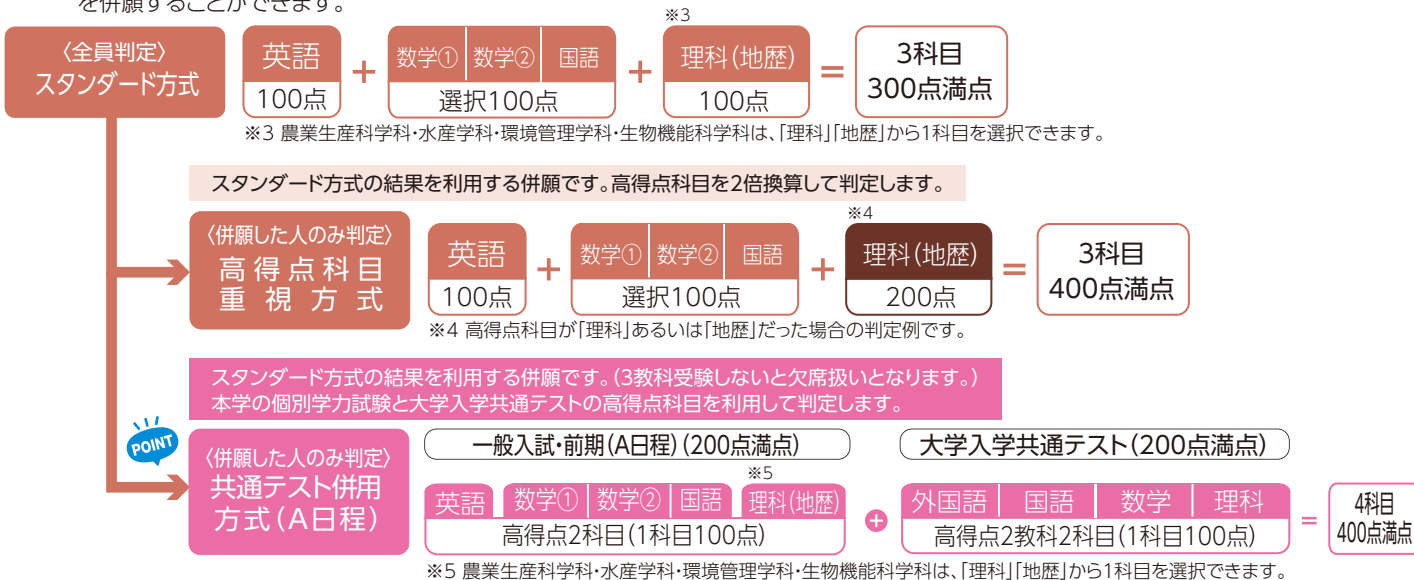 を併願することができます。
〈全員判定〉
スタンダード方式
英語
100点
+
数学① 数学② 国語
選択100点
+
※3
理科(地歴)
100点
=
3科目
300点満点
※3 農業生産科学科・水産学科・環境管理学科・生物機能科学科は、「理科」「地歴」から1科目を選択できます。
スタンダード方式の結果を利用する併願です。高得点科目を2倍換算して判定します。
〈併願した人のみ判定〉
高得点科目
重視方式
英語
100点
+
数学① 数学② 国語
選択100点
+
※4
理科(地歴)
200点
=
3科目
400点満点
※4 高得点科目が「理科」あるいは「地歴」だった場合の判定例です。
スタンダード方式の結果を利用する併願です。(3教科受験しないと欠席扱いとなります。)
本学の個別学力試験と大学入学共通テストの高得点科目を利用して判定します。
POINT
〈併願した人のみ判定〉
共通テスト併用
方式(A日程)
一般入試・前期(A日程)(200点満点)
※5
英語 数学① 数学② 国語 理科(地歴)
高得点2科目(1科目100点)
+
大学入学共通テスト(200点満点)
外国語 国語 数学 理科
高得点2教科2科目(1科目100点)
=
4科目
400点満点
※5 農業生産科学科・水産学科・環境管理学科・生物機能科学科は、「理科」「地歴」から1科目を選択できます。